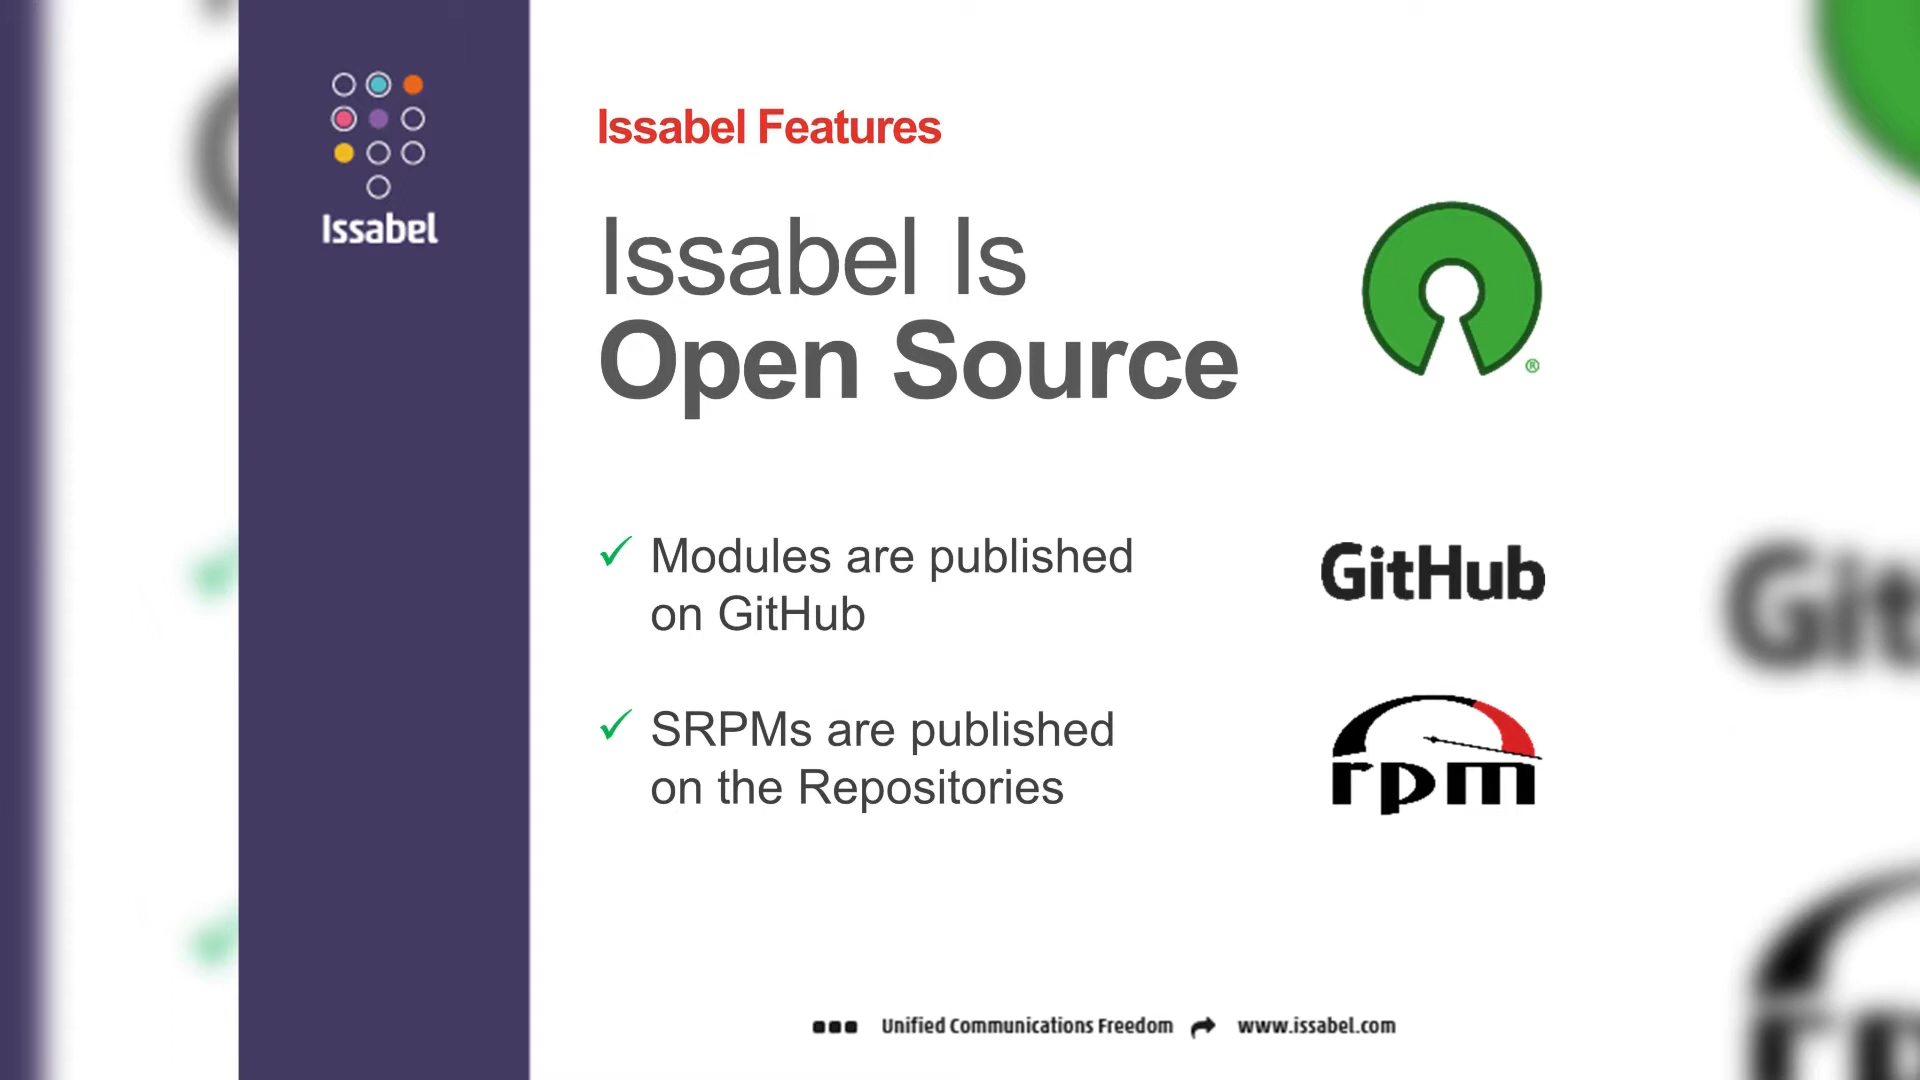 Issabel
Issabel Features
Issabel Is
Open Source
®
Modules are published
on GitHub
GitHub
SRPMs are published
on the Repositories
rpm
Unified Communications Freedom
www.issabel.com